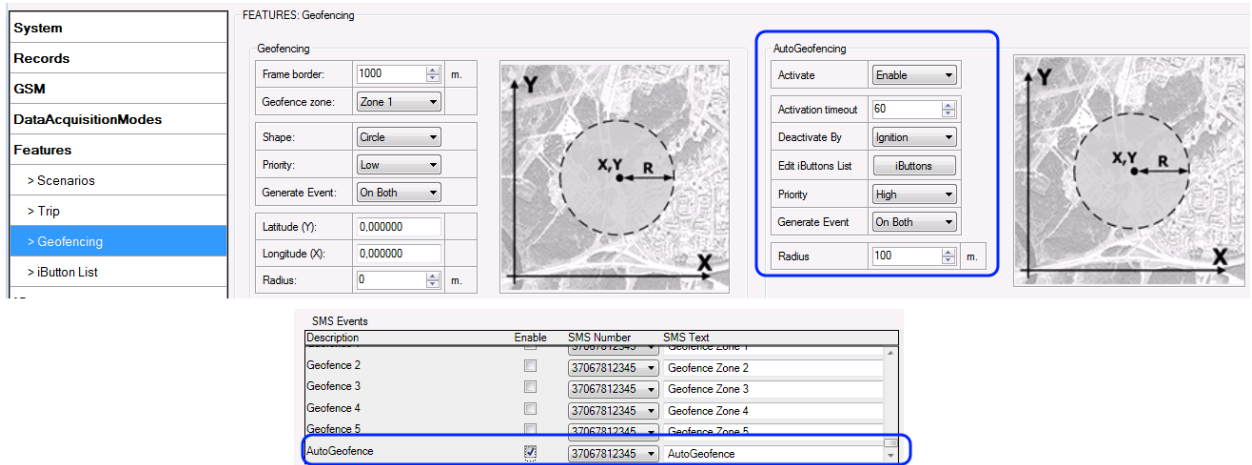 FEATURES: Geofencing
System
Records
GSM
DataAcquisitionModes
Features
> Scenarios
> Trip
> Geofencing
> iButton List
Geofencing
Frame border: 1000 m.
Geofence zone: Zone 1
Shape: Circle
Priority: Low
Generate Event: On Both
Latitude (Y): 0,000000
Longitude (X): 0,000000
Radius: 0 m.
Y
X,Y R
X
AutoGeofencing
Activate Enable
Activation timeout 60
Deactivate By Ignition
Edit iButtons List iButtons
Priority High
Generate Event On Both
Radius 100 m.
Y
X,Y R
X
SMS Events
Description Enable SMS Number SMS Text
37067812345 Geofence Zone 1
Geofence 2 37067812345 Geofence Zone 2
Geofence 3 37067812345 Geofence Zone 3
Geofence 4 37067812345 Geofence Zone 4
Geofence 5 37067812345 Geofence Zone 5
AutoGeofence 37067812345 AutoGeofence